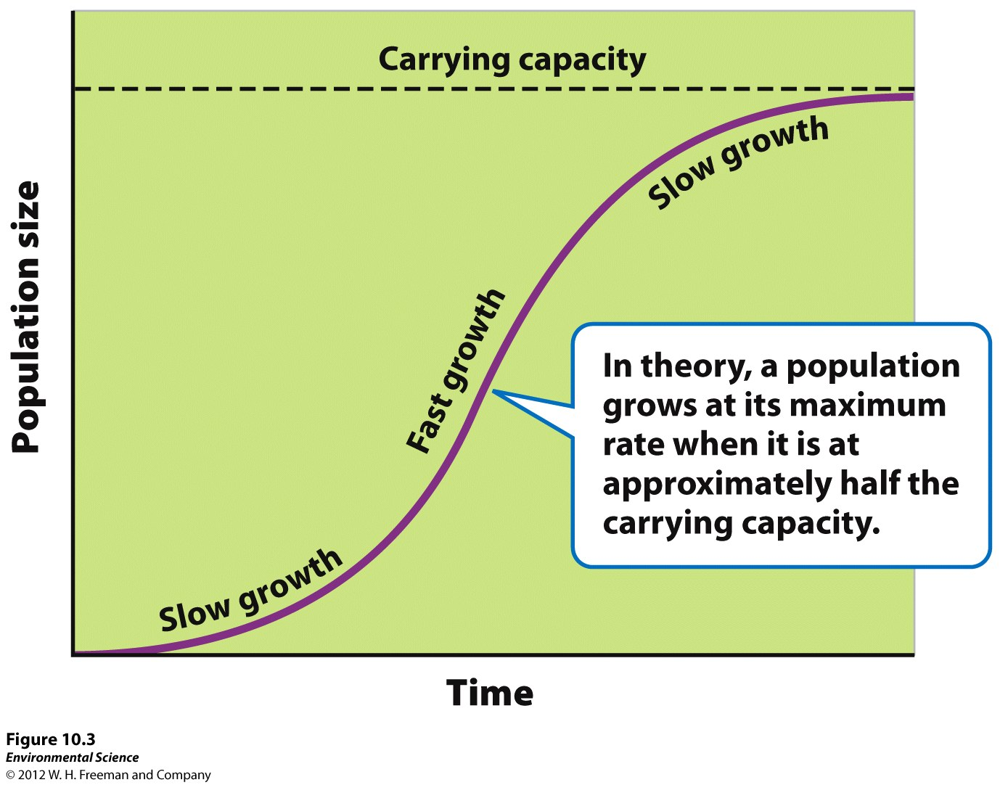 Carrying capacity
Slow growth
Fast growth
Slow growth
In theory, a population
grows at its maximum
rate when it is at
approximately half the
carrying capacity.
Population size
Time
Figure 10.3
Environmental Science
© 2012 W. H. Freeman and Company